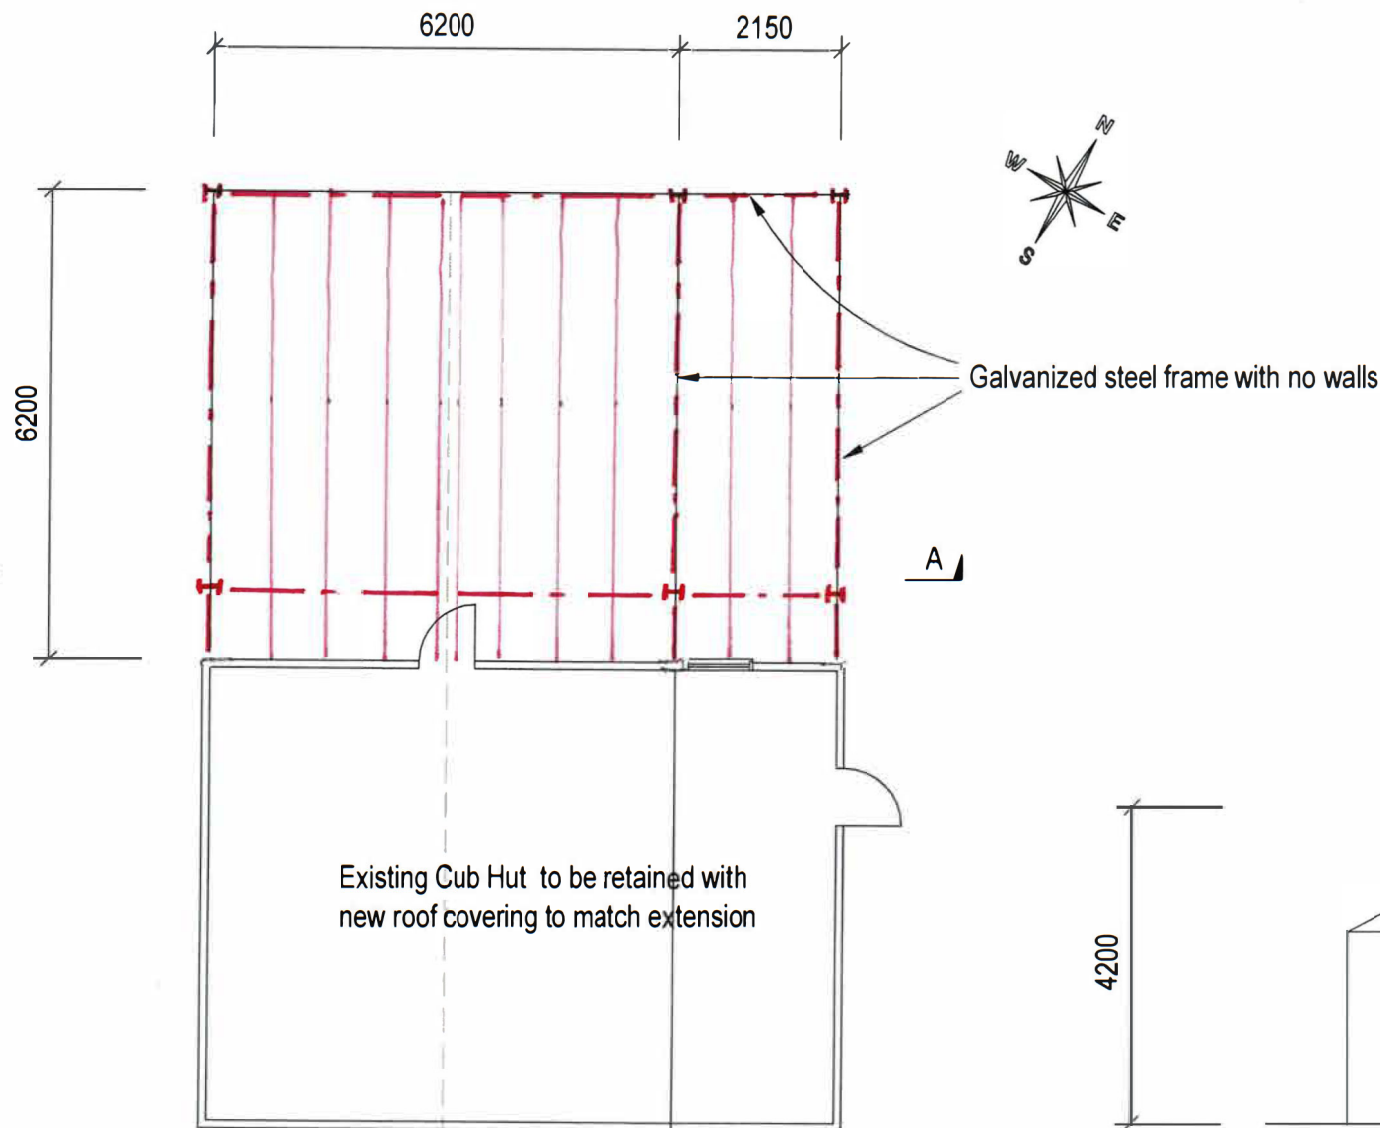 6200
2150
N
W
E
S
6200
Galvanized steel frame with no walls
A
Existing Cub Hut to be retained with
new roof covering to match extension
4200